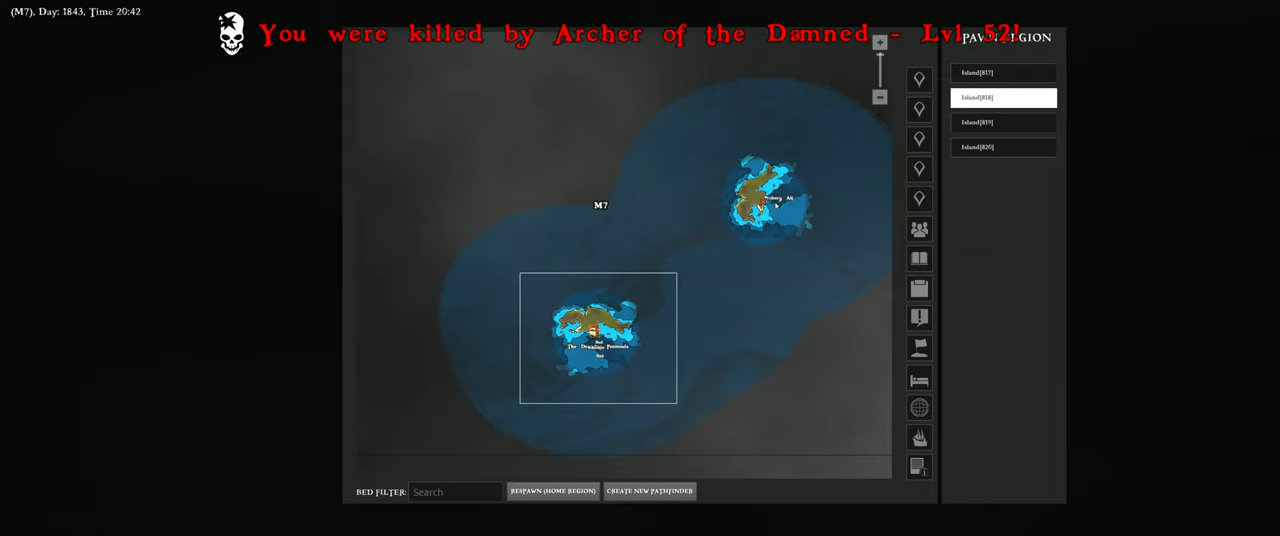 (M7), Day: 1843, Time 20:42
You were killed by Archer of the Damned - Lvl 52!
REGION
Island[817]
Island[818]
Island[819]
Island[820]
M7
Bed
The Peninsula
Bed
BED FILTER: Search
RESPAWN (HOME REGION)
CREATE NEW PATHFINDER